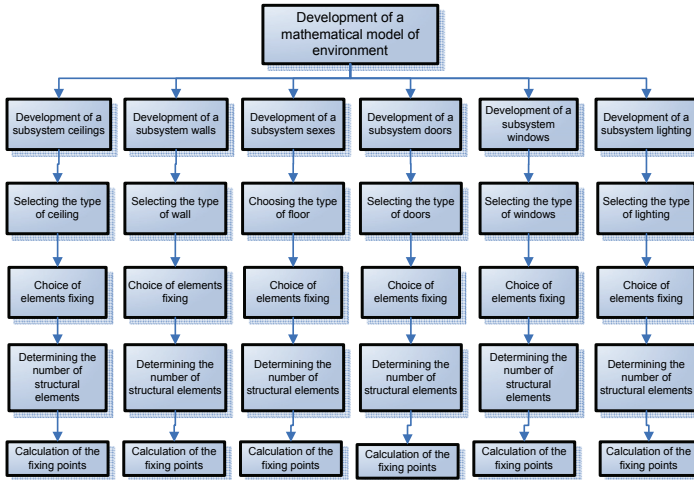 Development of a
mathematical model of
environment
Development of a
subsystem ceilings
Development of a
subsystem walls
Development of a
subsystem sexes
Development of a
subsystem doors
Development of a
subsystem
windows
Development of a
subsystem lighting
Selecting the type
of ceiling
Selecting the type
of wall
Choosing the type
of floor
Selecting the type
of doors
Selecting the type
of windows
Selecting the type
of lighting
Choice of
elements fixing
Choice of elements
fixing
Choice of
elements fixing
Choice of
elements fixing
Choice of
elements fixing
Choice of
elements fixing
Determining the
number of
structural
elements
Determining the
number of
structural elements
Determining the
number of
structural elements
Determining the
number of
structural elements
Determining the
number of
structural
elements
Determining the
number of
structural elements
Calculation of the
fixing points
Calculation of the
fixing points
Calculation of the
fixing points
Calculation of the
fixing points
Calculation of the
fixing points
Calculation of the
fixing points